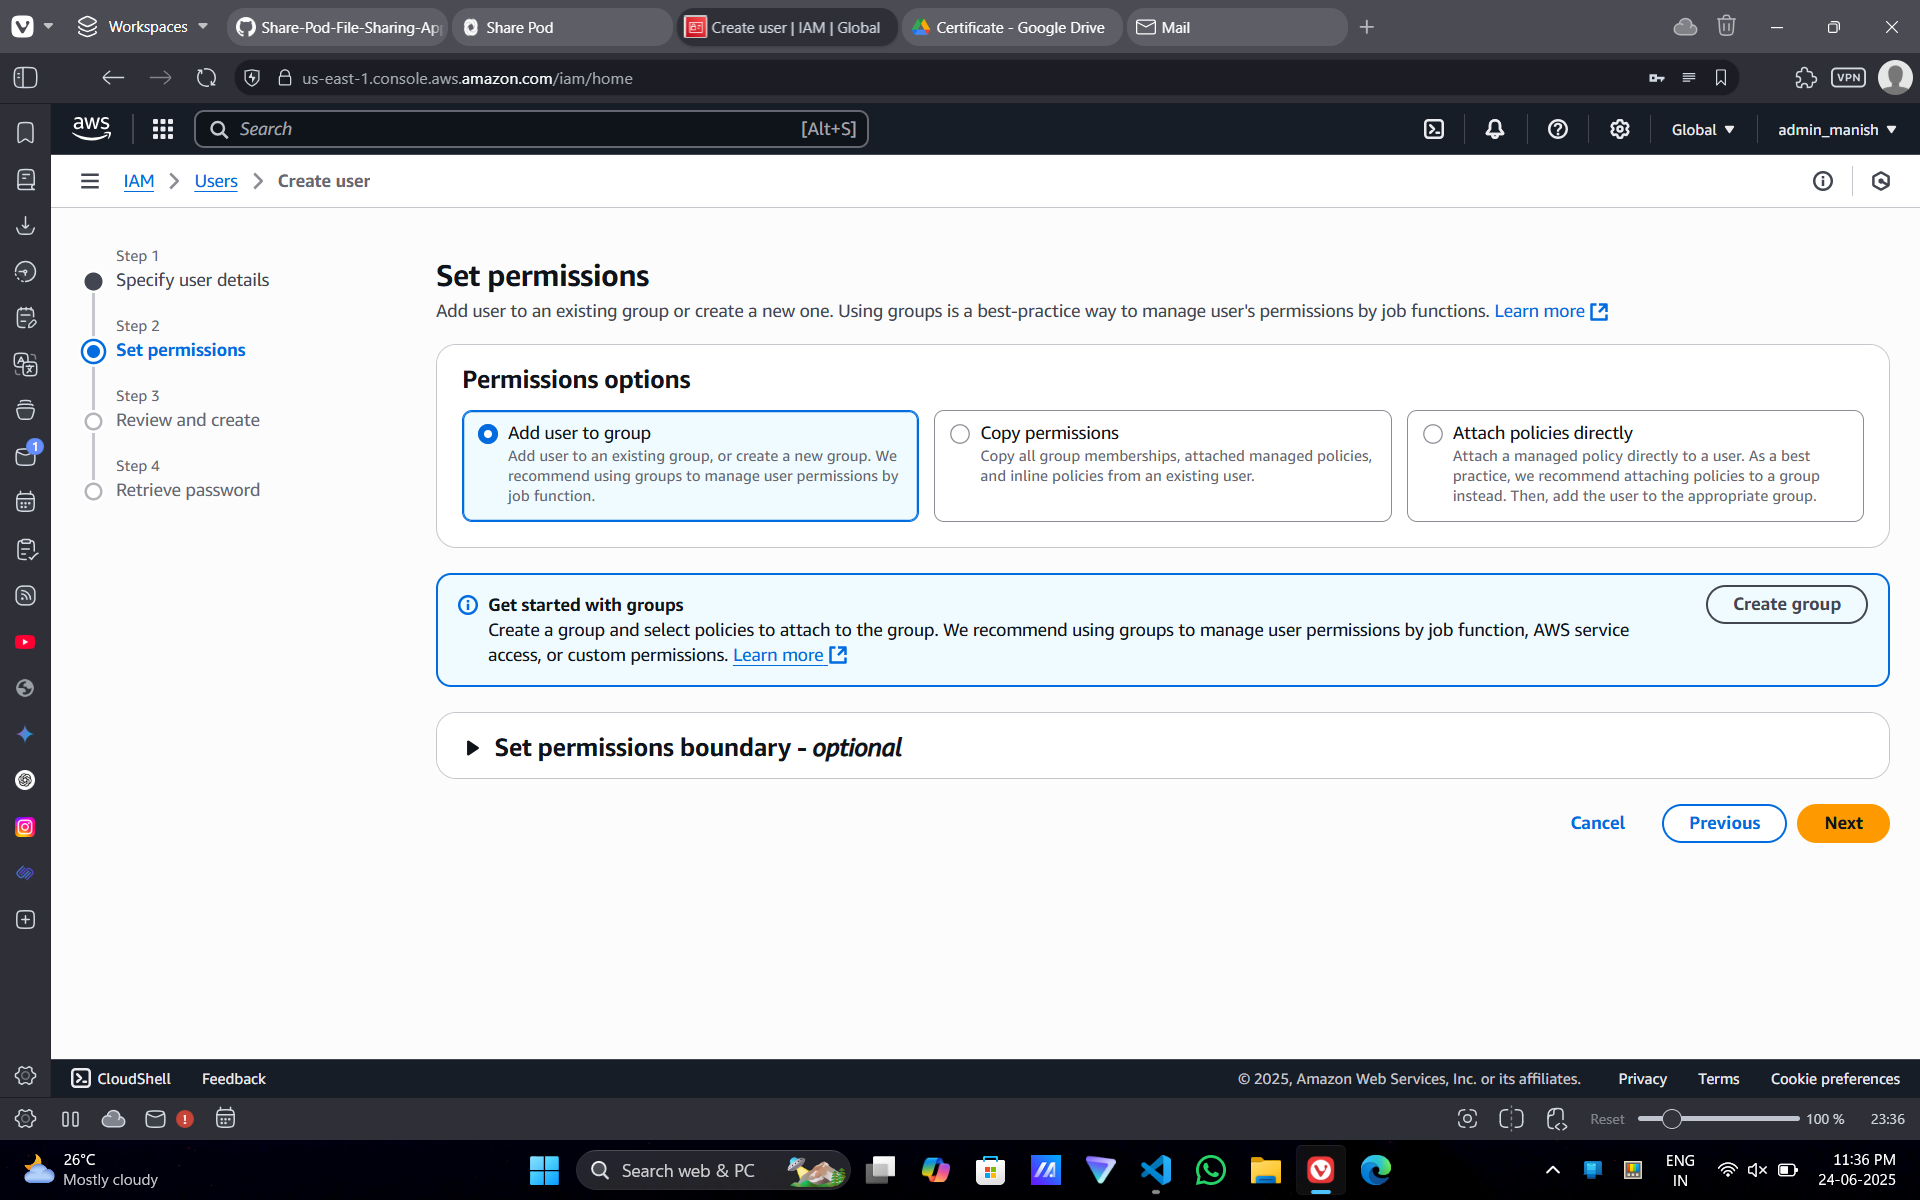 Workspaces
Share-Pod-File-Sharing-Ap
Share Pod
Create user | IAM | Global
Certificate - Google Drive
Mail
us-east-1.console.aws.amazon.com/iam/home
VPN
aws
Search
[Alt+S]
Global
admin_manish
IAM
Users
Create user
Step 1
Specify user details
Step 2
Set permissions
Step 3
Review and create
Step 4
Retrieve password
Set permissions
Add user to an existing group or create a new one. Using groups is a best-practice way to manage user's permissions by job functions. Learn more
Permissions options
Add user to group
Add user to an existing group, or create a new group. We
recommend using groups to manage user permissions by
job function.
Copy permissions
Copy all group memberships, attached managed policies,
and inline policies from an existing user.
Attach policies directly
Attach a managed policy directly to a user. As a best
practice, we recommend attaching policies to a group
instead. Then, add the user to the appropriate group.
Get started with groups
Create a group and select policies to attach to the group. We recommend using groups to manage user permissions by job function, AWS service
access, or custom permissions. Learn more
Create group
Set permissions boundary - optional
Cancel
Previous
Next
1
CloudShell
Feedback
© 2025, Amazon Web Services, Inc. or its affiliates.
Privacy
Terms
Cookie preferences
Reset
100 %
23:36
26°C
Mostly cloudy
Search web & PC
ENG
IN
11:36 PM
24-06-2025